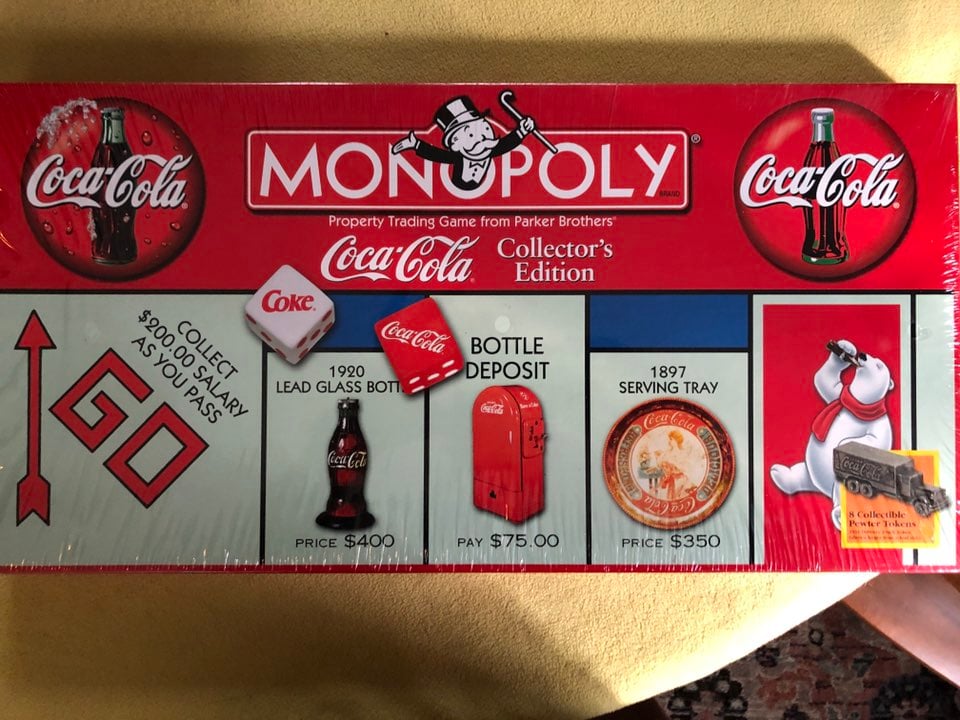 Coca-Cola
MONOPOLY®
BRAND
Property Trading Game from Parker Brothers®
Coca-Cola
Collector's
Edition
Coca-Cola
COLLECT
$200.00 SALARY
AS YOU PASS
GO
Coke
Coca-Cola
1920
LEAD GLASS BOTT
Coca-Cola
PRICE $400
BOTTLE
DEPOSIT
Coca-Cola
PAY $75.00
1897
SERVING TRAY
Coca-Cola
Coca-Cola
PRICE $350
Coca-Cola
8 Collectible
Pewter Tokens